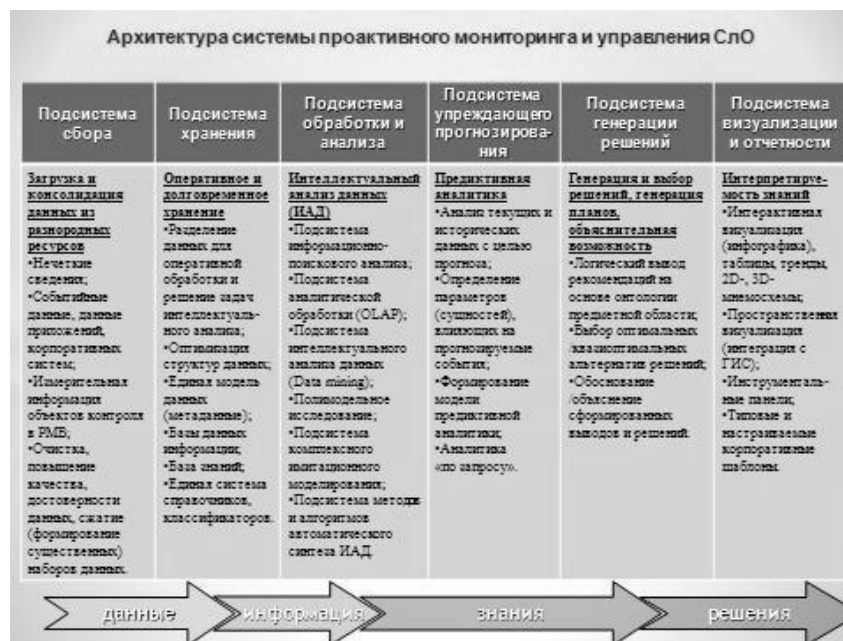 Архитектура системы проактивного мониторинга и управления СлО
Подсистема
сбора
Загрузка и
консолидация
данных из
разнородных
ресурсов
•Нечеткие
сведения;
•Событийные
данные, данные
приложений,
корпоративных
систем;
•Измерительная
информация
объектов контроля
в РМВ;
•Очистка,
повышение
качества,
достоверности
данных, сжатие
(формирование
существенных)
наборов данных.
Подсистема
хранения
Оперативное и
долговременное
хранение
•Разделение
данных для
оперативной
обработки и
решение задач
интеллектуаль-
ного анализа;
•Оптимизация
структур данных;
•Единая модель
данных
(метаданные);
•Базы данных
информации;
•База знаний;
•Единая система
справочников,
классификаторов.
Подсистема
обработки и
анализа
Интеллектуальный
анализ данных
(ИАД)
•Подсистема
информационно-
поискового анализа;
•Подсистема
аналитической
обработки (OLAP);
•Подсистема
интеллектуального
анализа данных
(Data mining);
•Полимодельное
исследование;
•Подсистема
комплексного
имитационного
моделирования;
•Подсистема методов
и алгоритмов
автоматического
синтеза ИАД.
Подсистема
упреждающего
прогнозирова-
ния
Предиктивная
аналитика
•Анализ текущих и
исторических
данных с целью
прогноза;
•Определение
параметров
(сущностей),
влияющих на
прогнозируемые
события;
•Формирование
модели
предиктивной
аналитики;
•Аналитика
«по запросу».
Подсистема
генерации
решений
Генерация и выбор
решений, генерация
планов,
объяснительная
возможность
•Логический вывод
рекомендаций на
основе онтологии
предметной области;
•Выбор оптимальных
/квазиоптимальных
альтернатив решений;
•Обоснование
/объяснение
сформированных
выводов и решений.
Подсистема
визуализации
и отчетности
Интерпретируе-
мость знаний
•Интерактивная
визуализация
(инфографика),
таблицы, тренды,
2D-, 3D-
мнемосхемы;
•Пространственная
визуализация
(интеграция с
ГИС);
•Инструменталь-
ные панели;
•Типовые и
настраиваемые
корпоративные
шаблоны.
данные
информация
знания
решения